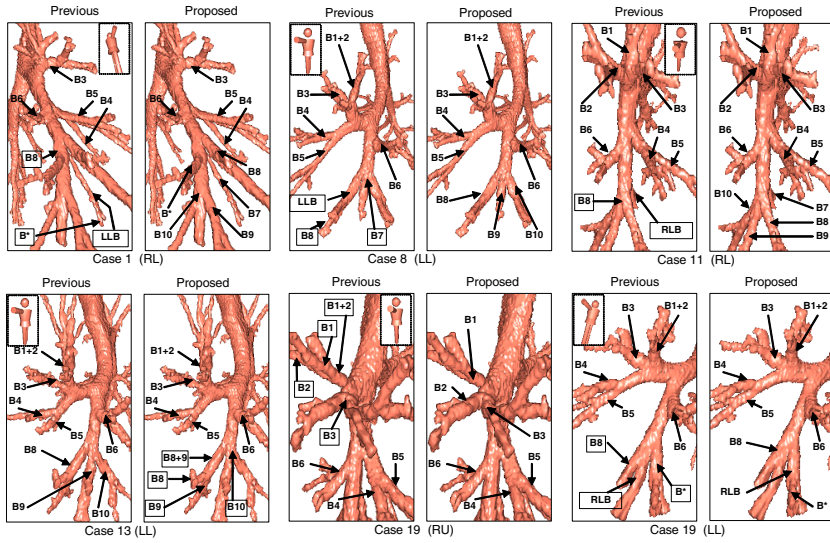 Previous Proposed
B3
B6
B5
B4
B8
B*
LLB
B3
B6
B5
B4
B8
B7
B*
B10
B9
Case 1 (RL)
Previous Proposed
B1+2
B3
B4
B5
B6
LLB
B8
B7
B1+2
B3
B4
B5
B6
B8
B9
B10
Case 8 (LL)
Previous Proposed
B1
B2
B3
B6
B4
B5
B8
RLB
B1
B2
B3
B6
B4
B5
B10
B7
B8
B9
Case 11 (RL)
Previous Proposed
B1+2
B3
B4
B5
B6
B8
B9
B10
B1+2
B3
B4
B5
B6
B8+9
B8
B9
B10
Case 13 (LL)
Previous Proposed
B1+2
B1
B2
B3
B6
B5
B4
B1
B2
B3
B6
B5
B4
Case 19 (RU)
Previous Proposed
B3
B1+2
B4
B5
B6
B8
RLB
B*
B3
B1+2
B4
B5
B6
B8
RLB
B*
Case 19 (LL)